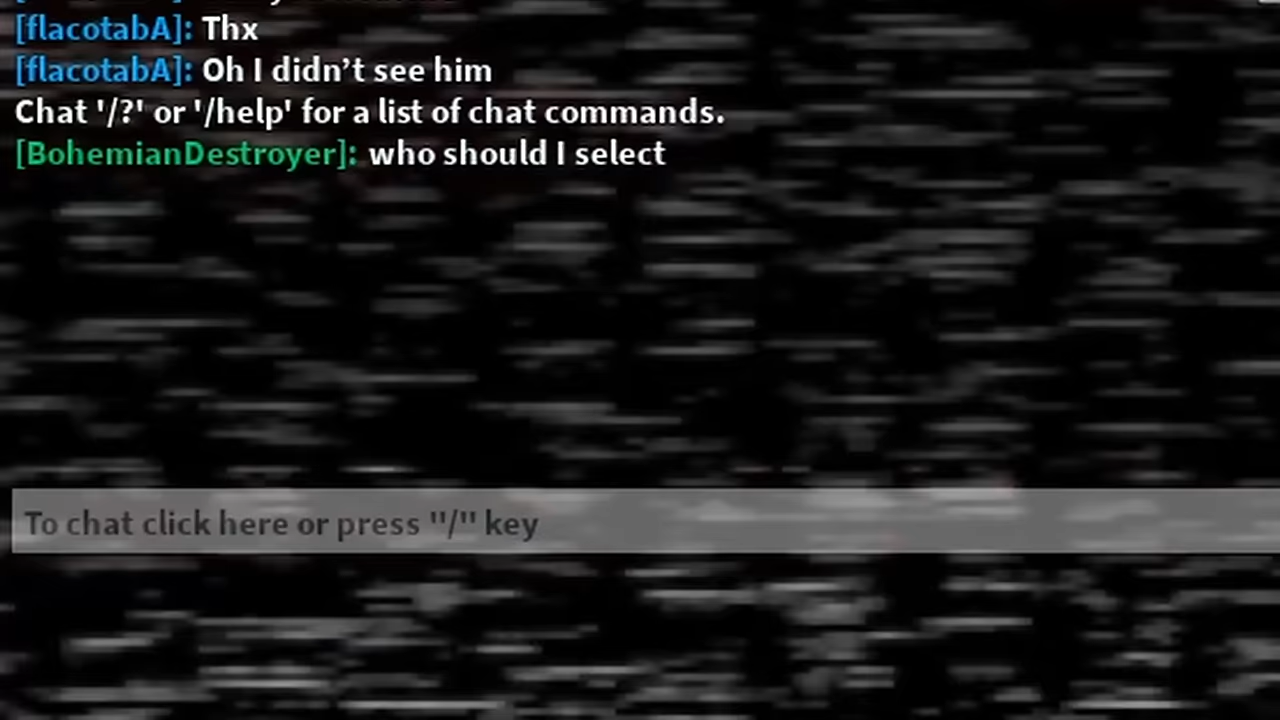 [flacotabA]: Thx
[flacotabA]: Oh I didn’t see him
Chat '/?' or '/help' for a list of chat commands.
[BohemianDestroyer]: who should I select
To chat click here or press "/" key